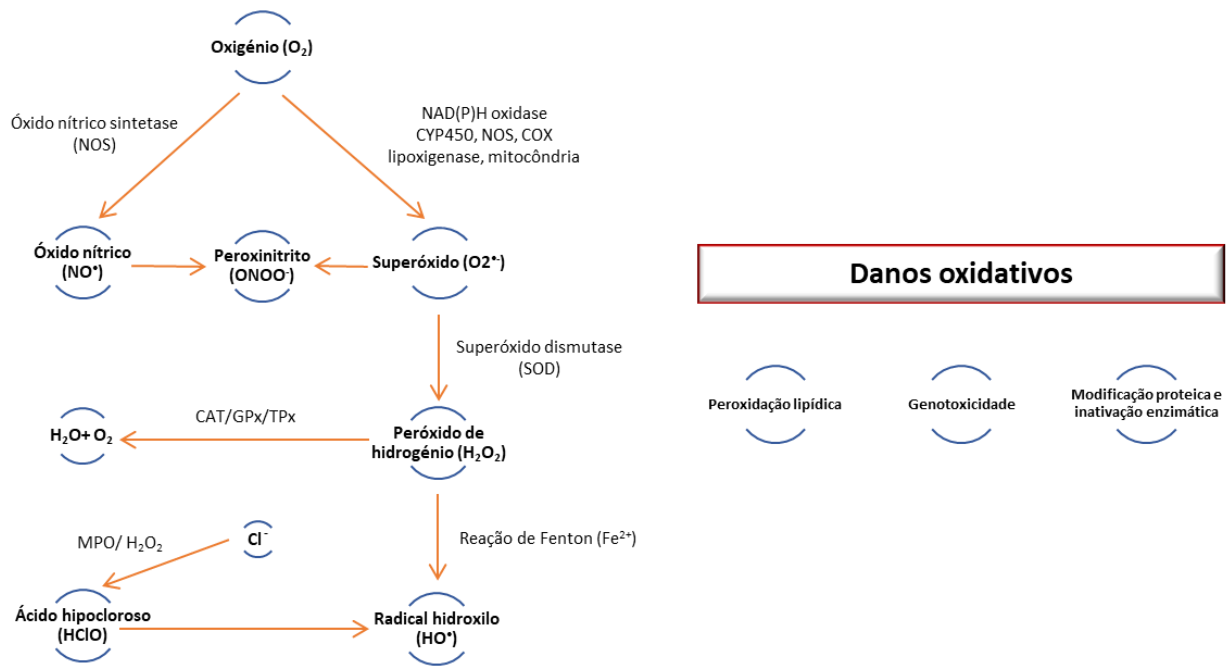 Oxigénio (O₂)
Óxido nítrico sintetase
(NOS)
NAD(P)H oxidase
CYP450, NOS, COX
lipoxigenase, mitocôndria
Óxido nítrico
(NO•)
Peroxinitrito
(ONOO⁻)
Superóxido (O2•⁻)
Danos oxidativos
Superóxido dismutase
(SOD)
Peroxidação lipídica
Genotoxicidade
Modificação proteica e
inativação enzimática
CAT/GPx/TPx
H₂O+ O₂
Peróxido de
hidrogénio (H₂O₂)
Cl⁻
MPO/ H₂O₂
Reação de Fenton (Fe²⁺)
Ácido hipocloroso
(HClO)
Radical hidroxilo
(HO•)